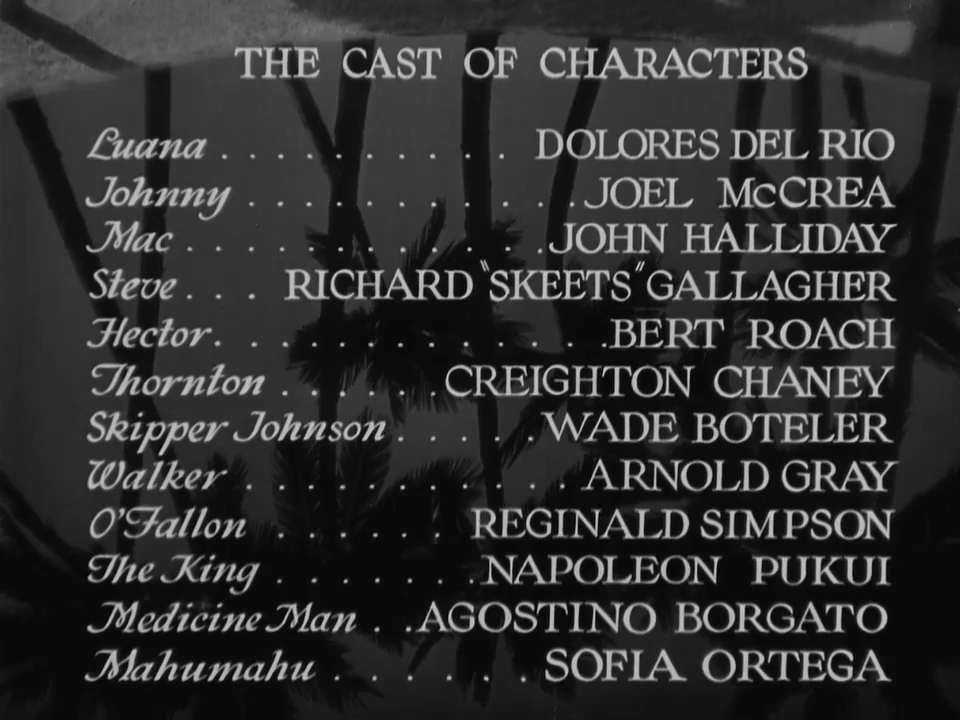 THE CAST OF CHARACTERS
Luana . . . . . . . . . . DOLORES DEL RIO
Johnny . . . . . . . . . . . JOEL McCREA
Mac . . . . . . . . . . . . JOHN HALLIDAY
Steve . . . RICHARD "SKEETS" GALLAGHER
Hector . . . . . . . . . . . . . BERT ROACH
Thornton . . . . . . CREIGHTON CHANEY
Skipper Johnson . . . . . WADE BOTELER
Walker . . . . . . . . . . . ARNOLD GRAY
O'Fallon . . . . . . REGINALD SIMPSON
The King . . . . . . . NAPOLEON PUKUI
Medicine Man . . AGOSTINO BORGATO
Mahumahu . . . . . . SOFIA ORTEGA